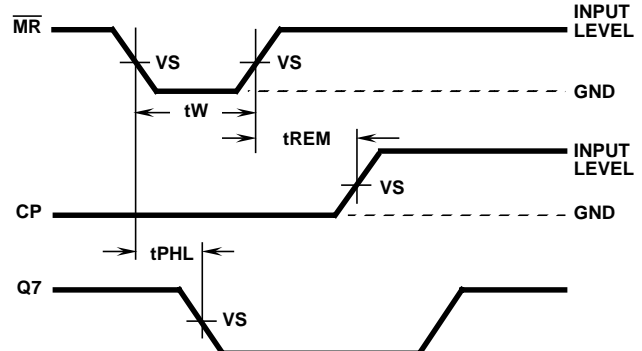 MR
INPUT
LEVEL
VS
VS
GND
tW
tREM
INPUT
LEVEL
VS
CP
GND
tPHL
Q7
VS